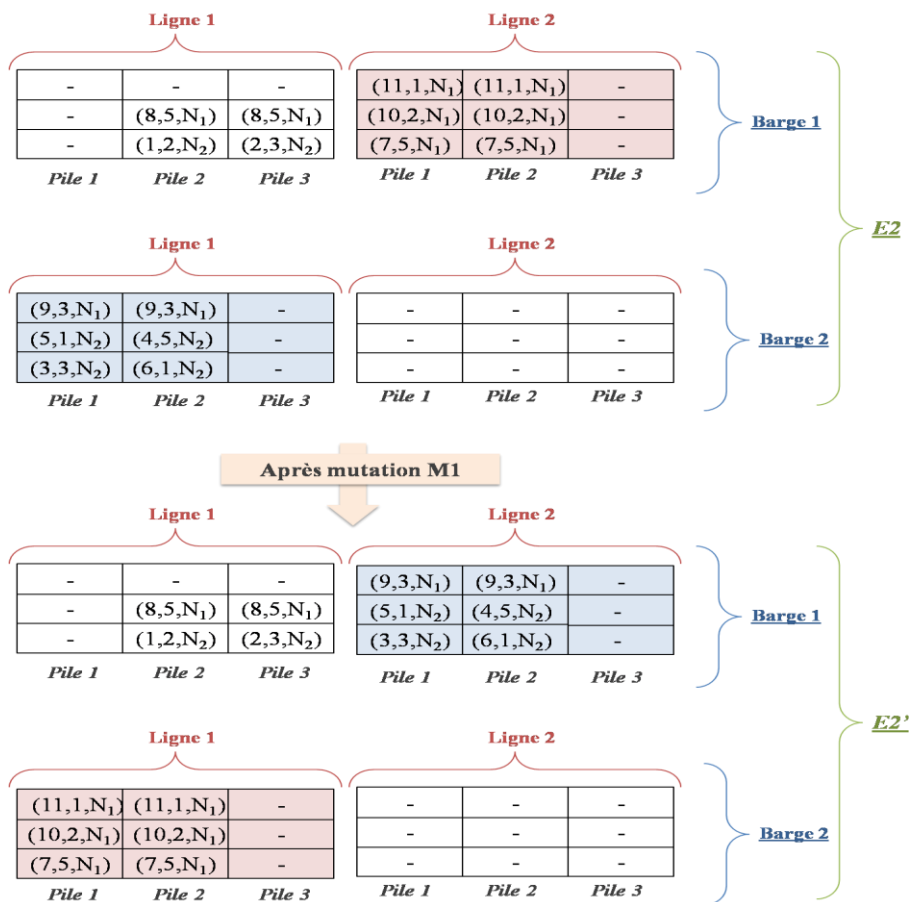 Ligne 1 Ligne 2
- - - (11,1,N₁) (11,1,N₁) -
- (8,5,N₁) (8,5,N₁) (10,2,N₁) (10,2,N₁) -
- (1,2,N₂) (2,3,N₂) (7,5,N₁) (7,5,N₁) -
Pile 1 Pile 2 Pile 3 Pile 1 Pile 2 Pile 3
Barge 1
E2
Ligne 1 Ligne 2
(9,3,N₁) (9,3,N₁) - - - -
(5,1,N₂) (4,5,N₂) - - - -
(3,3,N₂) (6,1,N₂) - - - -
Pile 1 Pile 2 Pile 3 Pile 1 Pile 2 Pile 3
Barge 2
Après mutation M1
Ligne 1 Ligne 2
- - - (9,3,N₁) (9,3,N₁) -
- (8,5,N₁) (8,5,N₁) (5,1,N₂) (4,5,N₂) -
- (1,2,N₂) (2,3,N₂) (3,3,N₂) (6,1,N₂) -
Pile 1 Pile 2 Pile 3 Pile 1 Pile 2 Pile 3
Barge 1
E2'
Ligne 1 Ligne 2
(11,1,N₁) (11,1,N₁) - - - -
(10,2,N₁) (10,2,N₁) - - - -
(7,5,N₁) (7,5,N₁) - - - -
Pile 1 Pile 2 Pile 3 Pile 1 Pile 2 Pile 3
Barge 2